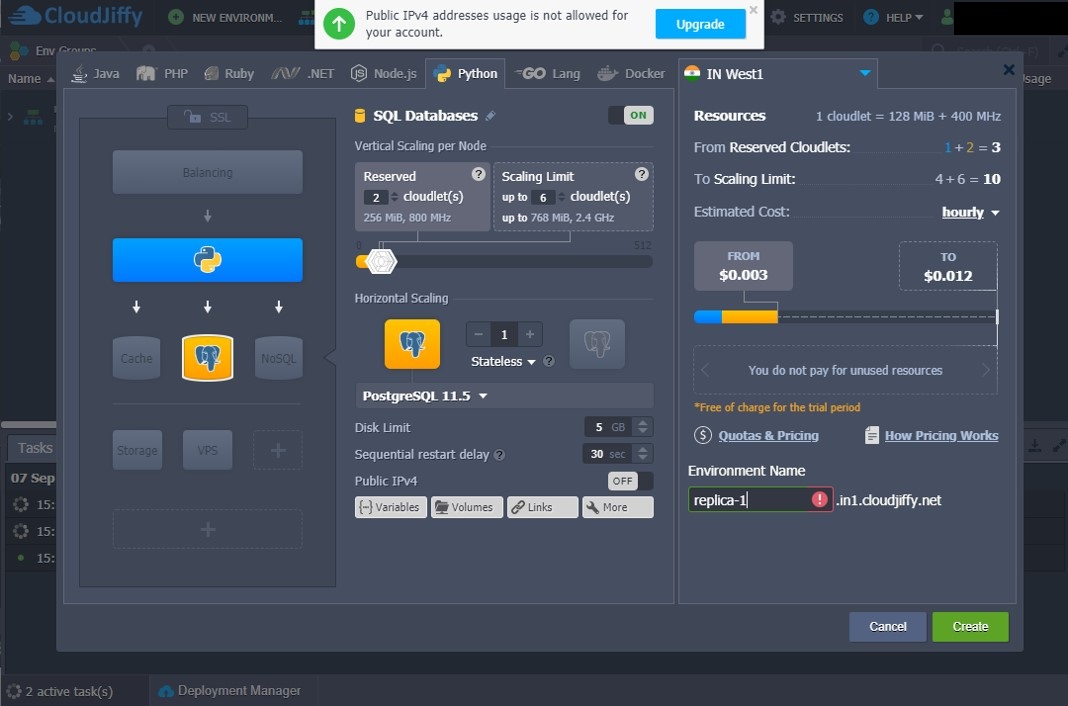 CloudJiffy
NEW ENVIRONM...
Public IPv4 addresses usage is not allowed for
your account.
Upgrade
SETTINGS
HELP
Env Groups
Search
Name
Usage
Java
PHP
Ruby
.NET
Node.js
Python
GO Lang
Docker
IN West1
SSL
Balancing
Cache
NoSQL
Storage
VPS
SQL Databases
ON
Vertical Scaling per Node
Reserved
?
2 cloudlet(s)
256 MiB, 800 MHz
Scaling Limit
?
up to 6 cloudlet(s)
up to 768 MiB, 2.4 GHz
0
512
Horizontal Scaling
- 1 +
Stateless
?
PostgreSQL 11.5
Disk Limit
5 GB
Sequential restart delay ?
30 sec
Public IPv4
OFF
Variables
Volumes
Links
More
Resources
1 cloudlet = 128 MiB + 400 MHz
From Reserved Cloudlets:
1 + 2 = 3
To Scaling Limit:
4 + 6 = 10
Estimated Cost:
hourly
FROM
$0.003
TO
$0.012
You do not pay for unused resources
*Free of charge for the trial period
Quotas & Pricing
How Pricing Works
Environment Name
replica-1
.in1.cloudjiffy.net
Cancel
Create
Tasks
07 Sep
15:
15:
15:
2 active task(s)
Deployment Manager